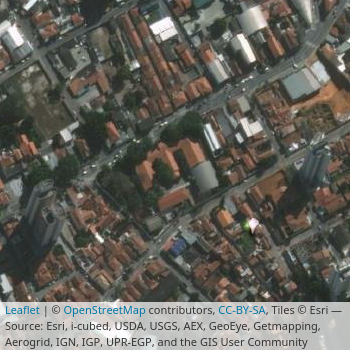 Leaflet | © OpenStreetMap contributors, CC-BY-SA, Tiles © Esri —
Source: Esri, i-cubed, USDA, USGS, AEX, GeoEye, Getmapping,
Aerogrid, IGN, IGP, UPR-EGP, and the GIS User Community